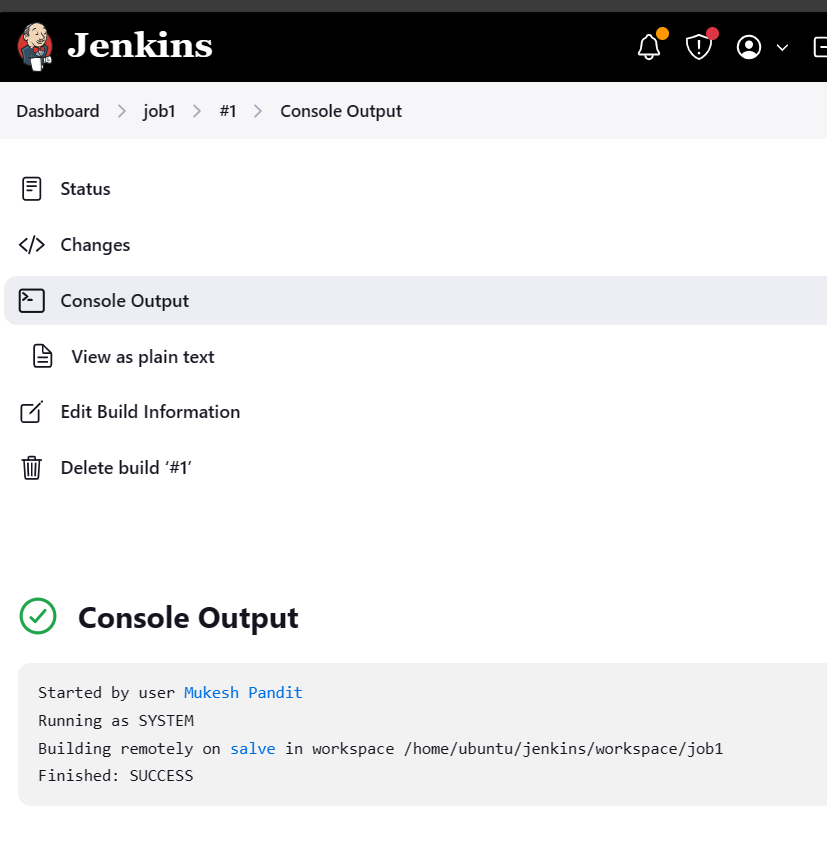 Jenkins
Dashboard > job1 > #1 > Console Output
Status
Changes
Console Output
View as plain text
Edit Build Information
Delete build ‘#1’
Console Output
Started by user Mukesh Pandit
Running as SYSTEM
Building remotely on salve in workspace /home/ubuntu/jenkins/workspace/job1
Finished: SUCCESS